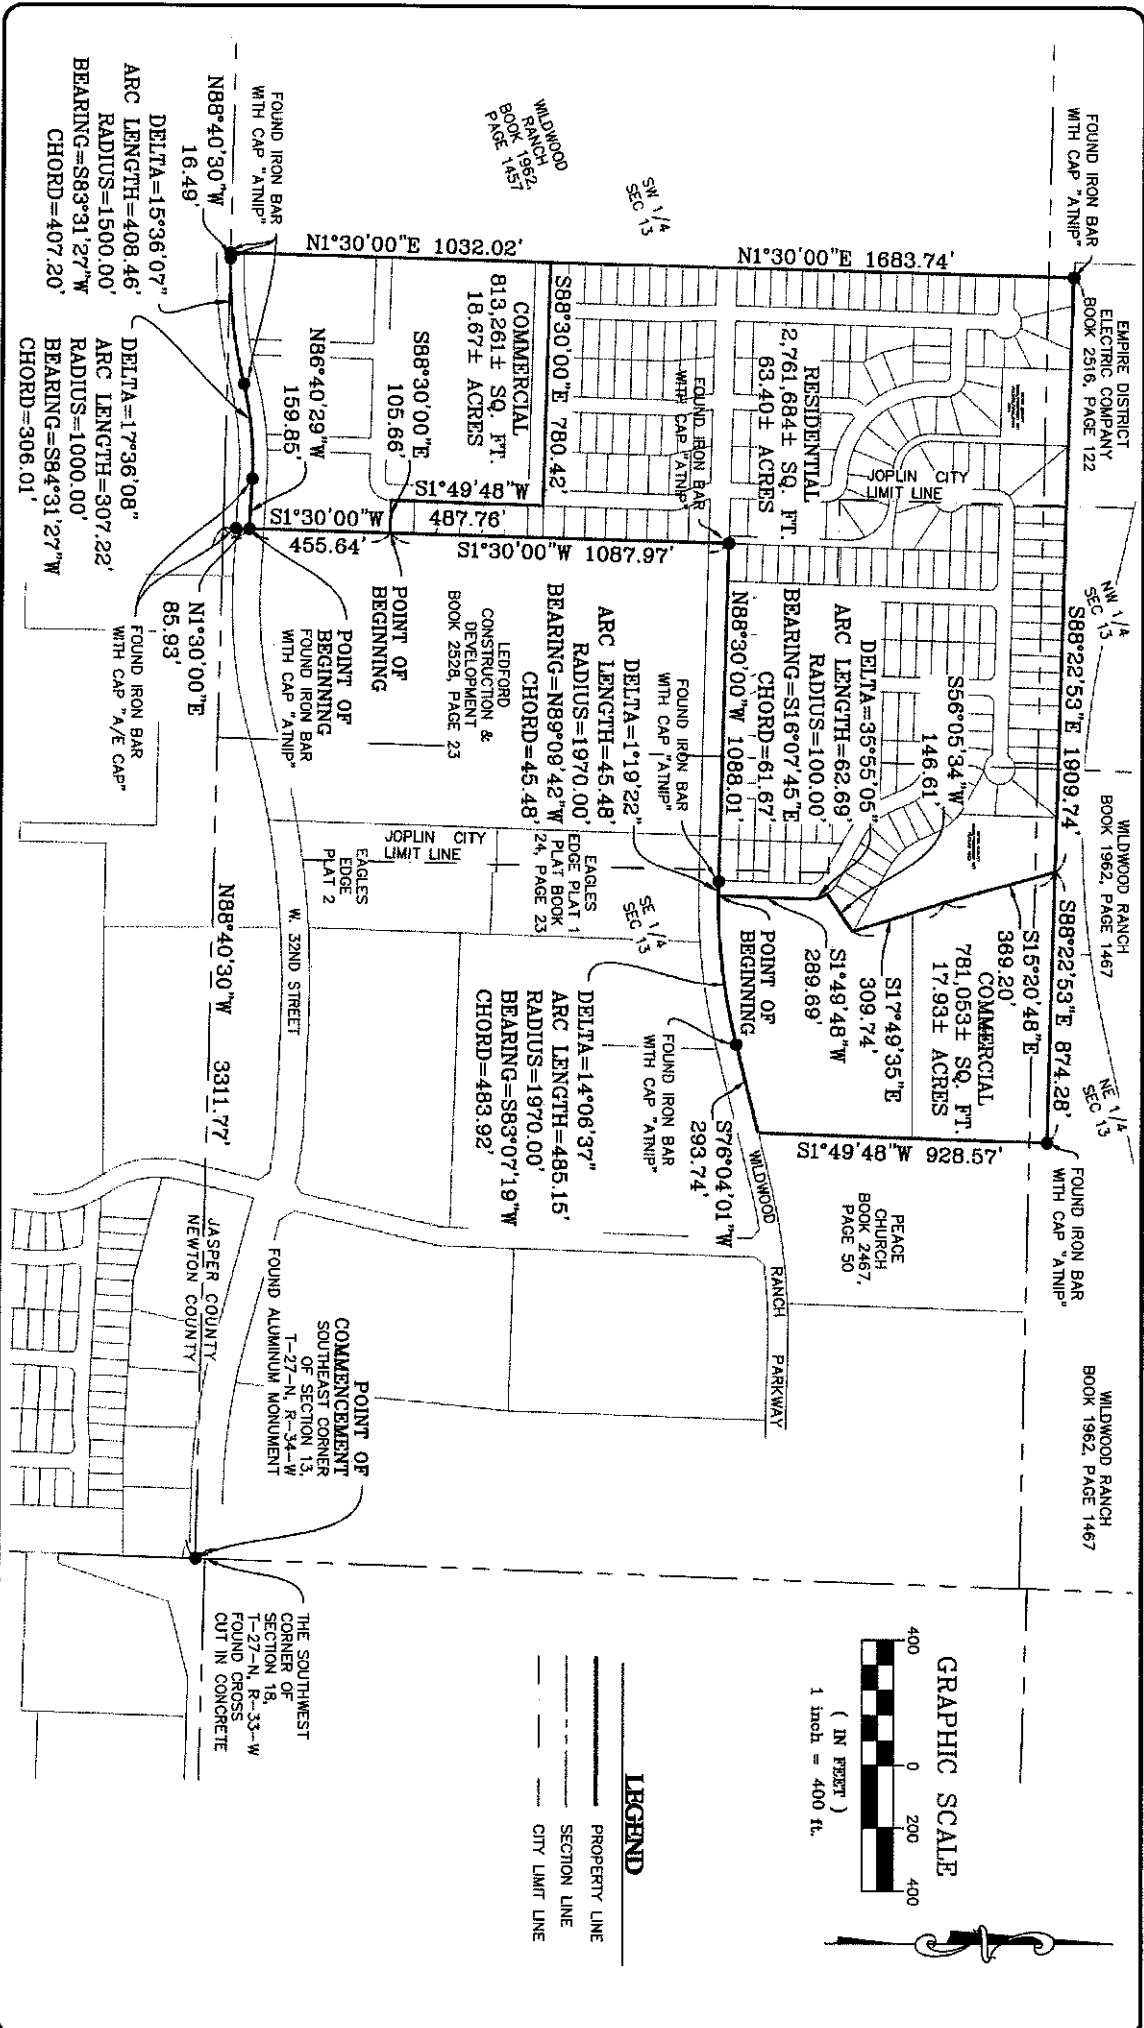 FOUND IRON BAR
WITH CAP "ATNIP"
EMPIRE DISTRICT
ELECTRIC COMPANY
BOOK 2516, PAGE 122
NW 1/4
SEC 13
S88°22'53"E 1909.74'
WILDWOOD RANCH
BOOK 1962, PAGE 1467
S88°22'53"E 874.28'
NE 1/4
SEC 13
FOUND IRON BAR
WITH CAP "ATNIP"
WILDWOOD RANCH
BOOK 1962, PAGE 1467
N1°30'00"E 1683.74'
JOPLIN CITY
LIMIT LINE
RESIDENTIAL
2,761,684± SQ. FT.
63.40± ACRES
FOUND IRON BAR
WITH CAP "ATNIP"
S56°05'34"W
146.61'
DELTA=35°55'05"
ARC LENGTH=62.69'
RADIUS=100.00'
BEARING=S16°07'45"E
CHORD=61.67'
N88°30'00"W 1088.01'
S15°20'48"E
369.20'
COMMERCIAL
781,053± SQ. FT.
17.93± ACRES
S17°49'35"E
309.74'
S1°49'48"W
289.69'
S1°49'48"W 928.57'
PEACE
CHURCH
BOOK 2467,
PAGE 50
POINT OF
BEGINNING
S76°04'01"W
293.74'
WILDWOOD
RANCH
PARKWAY
FOUND IRON BAR
WITH CAP "ATNIP"
FOUND IRON BAR
WITH CAP "ATNIP"
DELTA=1°19'22"
ARC LENGTH=45.48'
RADIUS=1970.00'
BEARING=N89°09'42"W
CHORD=45.48'
DELTA=14°06'37"
ARC LENGTH=485.15'
RADIUS=1970.00'
BEARING=S83°07'19"W
CHORD=483.92'
SE 1/4
SEC 13
EAGLES
EDGE PLAT 1
PLAT BOOK
24, PAGE 23
SW 1/4
SEC 13
WILDWOOD
RANCH
BOOK 1962,
PAGE 1457
S88°30'00"E 780.42'
N1°30'00"E 1032.02'
COMMERCIAL
813,261± SQ. FT.
18.67± ACRES
S1°49'48"W
487.76'
S1°30'00"W 1087.97'
S88°30'00"E
105.66'
POINT OF
BEGINNING
LEDFORD
CONSTRUCTION &
DEVELOPMENT
BOOK 2528, PAGE 23
JOPLIN CITY
LIMIT LINE
EAGLES
EDGE
PLAT 2
N86°40'29"W
159.85'
S1°30'00"W
455.64'
POINT OF
BEGINNING
FOUND IRON BAR
WITH CAP "ATNIP"
W. 32ND STREET
FOUND IRON BAR
WITH CAP "ATNIP"
N88°40'30"W
16.49'
N1°30'00"E
85.93'
N88°40'30"W 3311.77'
FOUND IRON BAR
WITH CAP "A/E CAP"
DELTA=15°36'07"
ARC LENGTH=408.46'
RADIUS=1500.00'
BEARING=S83°31'27"W
CHORD=407.20'
DELTA=17°36'08"
ARC LENGTH=307.22'
RADIUS=1000.00'
BEARING=S84°31'27"W
CHORD=306.01'
POINT OF
COMMENCEMENT
SOUTHEAST CORNER
OF SECTION 13,
T-27-N, R-34-W
FOUND ALUMINUM MONUMENT
JASPER COUNTY
NEWTON COUNTY
THE SOUTHWEST
CORNER OF
SECTION 18,
T-27-N, R-33-W
FOUND CROSS
CUT IN CONCRETE
GRAPHIC SCALE
400 0 200 400
( IN FEET )
1 inch = 400 ft.
LEGEND
PROPERTY LINE
SECTION LINE
CITY LIMIT LINE